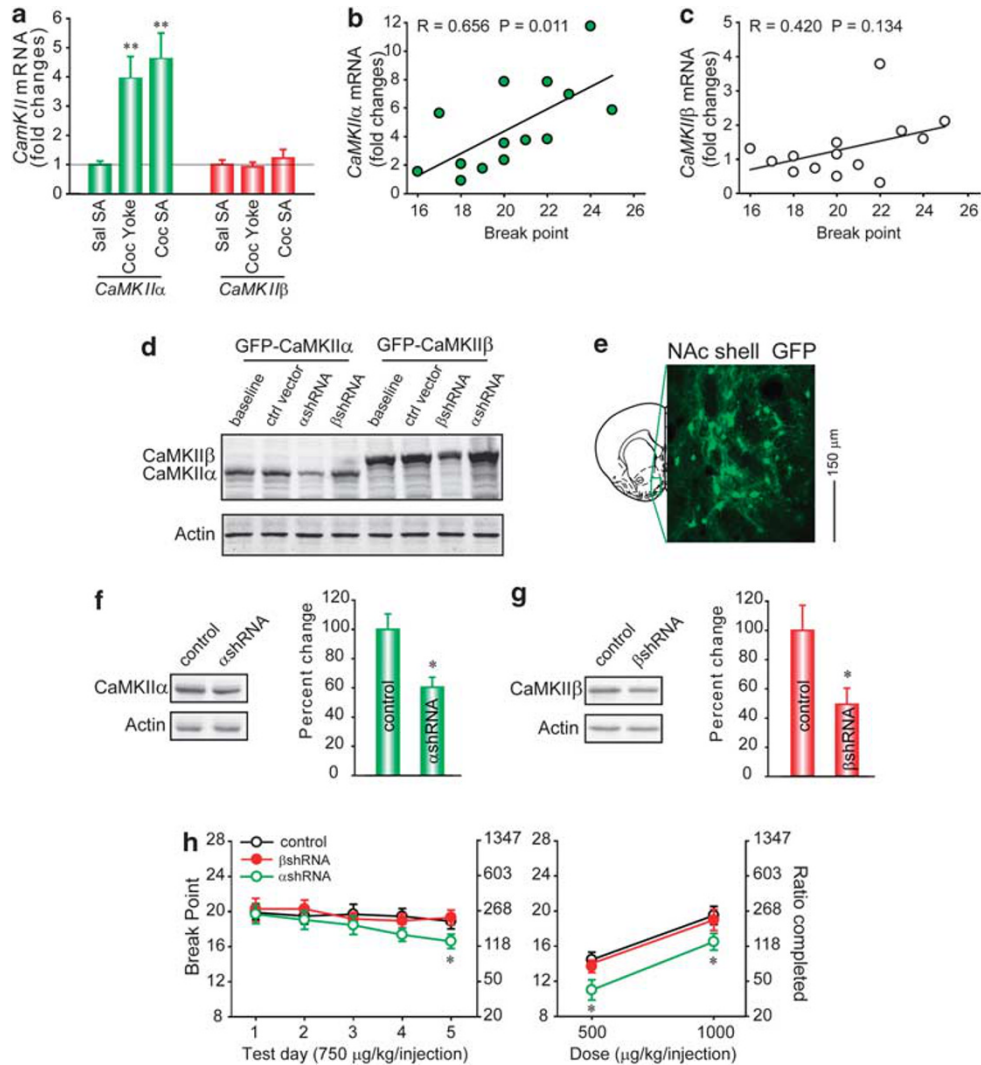 a
CamK II mRNA
(fold changes)
6
5
4
3
2
1
0
**
**
Sal SA
Coc Yoke
Coc SA
Sal SA
Coc Yoke
Coc SA
CaMK IIα
CaMK IIβ
b
R = 0.656 P = 0.011
CaMKIIα mRNA
(fold changes)
12
10
8
6
4
2
0
16 18 20 22 24 26
Break point
c
R = 0.420 P = 0.134
CaMKIIβ mRNA
(fold changes)
5
4
3
2
1
0
16 18 20 22 24 26
Break point
d
GFP-CaMKIIα GFP-CaMKIIβ
baseline
ctrl vector
αshRNA
βshRNA
baseline
ctrl vector
βshRNA
αshRNA
CaMKIIβ
CaMKIIα
Actin
e
NAc shell GFP
150 μm
f
control
αshRNA
CaMKIIα
Actin
Percent change
120
100
80
60
40
20
0
control
*
αshRNA
g
control
βshRNA
CaMKIIβ
Actin
Percent change
120
100
80
60
40
20
0
control
*
βshRNA
h
control
βshRNA
αshRNA
Break Point
28
24
20
16
12
8
1347
603
268
118
50
20
*
1 2 3 4 5
Test day (750 μg/kg/injection)
28
24
20
16
12
8
1347
603
268
118
50
20
Ratio completed
*
*
500 1000
Dose (μg/kg/injection)